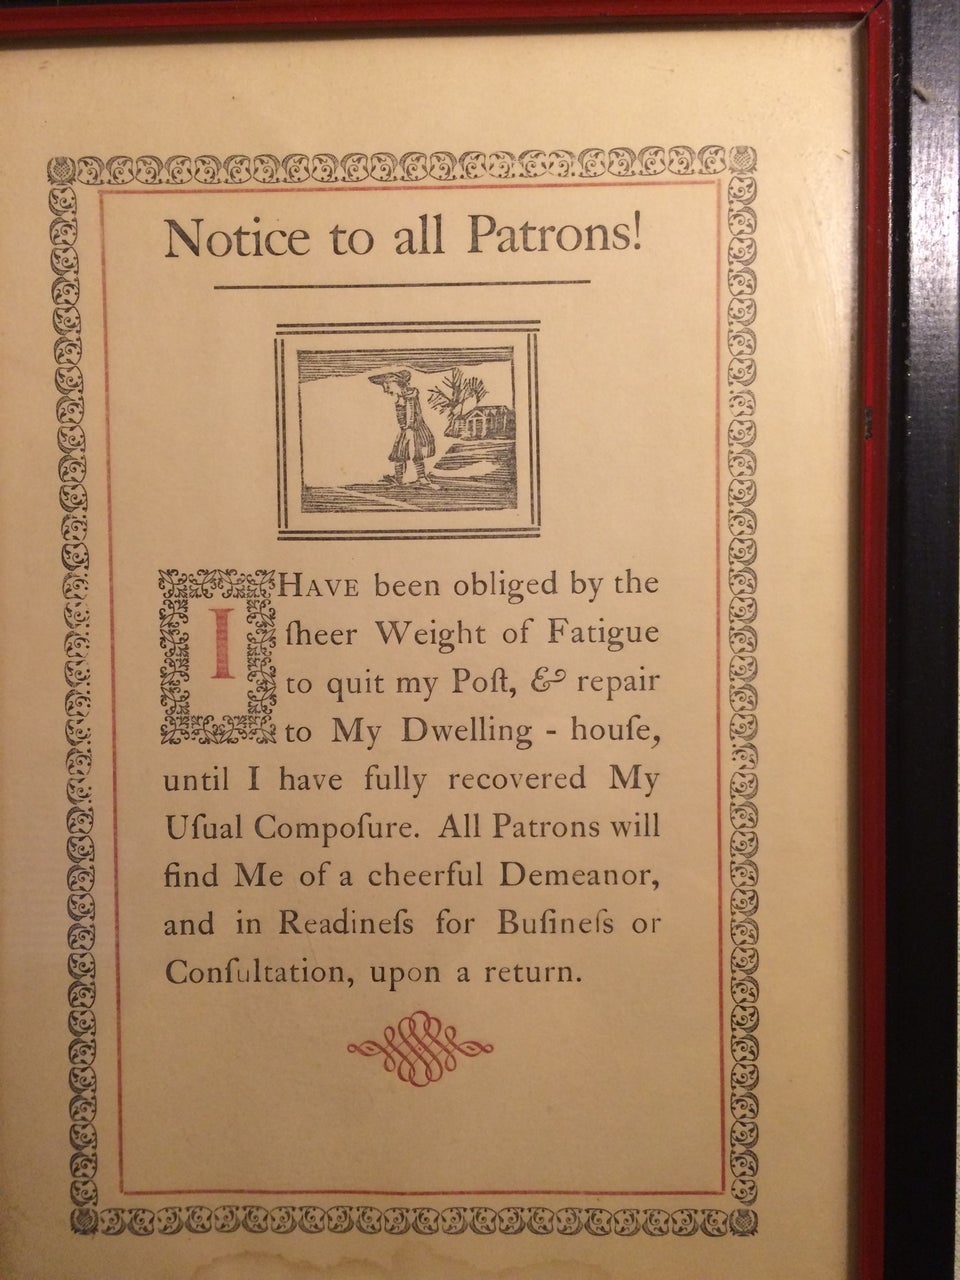 Notice to all Patrons!
I HAVE been obliged by the
ſheer Weight of Fatigue
to quit my Poſt, & repair
to My Dwelling - houſe,
until I have fully recovered My
Uſual Compoſure. All Patrons will
find Me of a cheerful Demeanor,
and in Readineſs for Buſineſs or
Conſultation, upon a return.